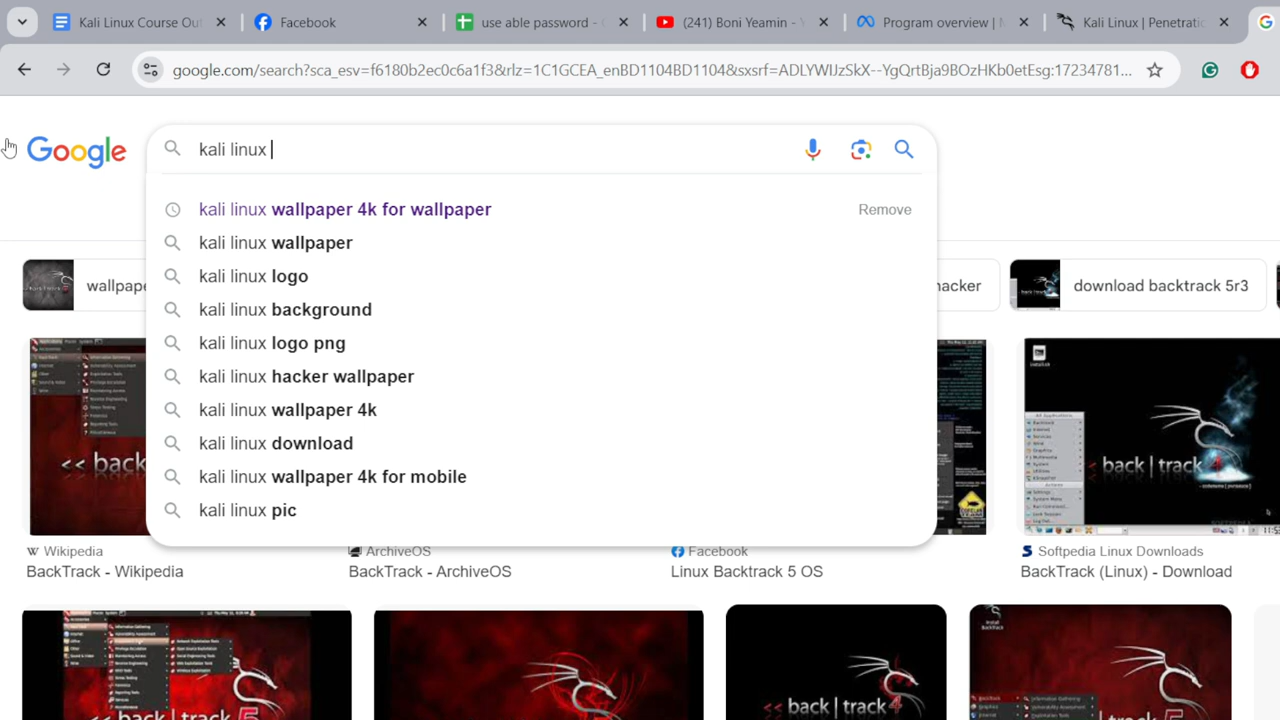 Kali Linux Course Out
Facebook
use able password - G
(241) Boni Yeamin - Y
Program overview | M
Kali Linux | Penetratio
google.com/search?sca_esv=f6180b2ec0c6a1f3&rlz=1C1GCEA_enBD1104BD1104&sxsrf=ADLYWIJzSkX--YgQrtBja9BOzHKb0etEsg:17234781...
Google
kali linux
kali linux wallpaper 4k for wallpaper
Remove
kali linux wallpaper
kali linux logo
kali linux background
kali linux logo png
kali linux hacker wallpaper
kali linux wallpaper 4k
kali linux download
kali linux wallpaper 4k for mobile
kali linux pic
wallpape
hacker
download backtrack 5r3
<< back
back | track 4
W Wikipedia
BackTrack - Wikipedia
ArchiveOS
BackTrack - ArchiveOS
Facebook
Linux Backtrack 5 OS
Softpedia Linux Downloads
BackTrack (Linux) - Download
<< back | track 5
<< back | track 4
<< back | track 5